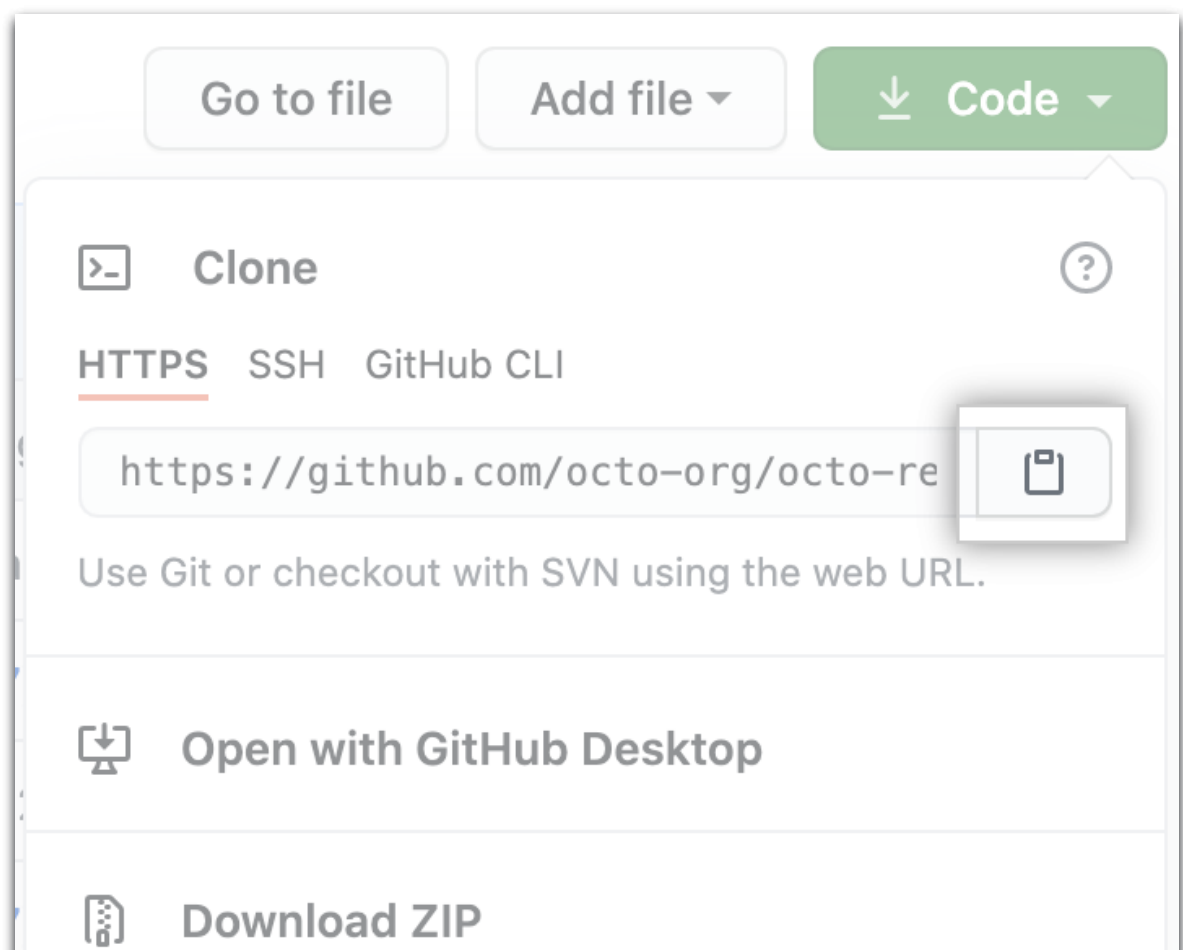 Go to file Add file Code
Clone
HTTPS SSH GitHub CLI
https://github.com/octo-org/octo-re
Use Git or checkout with SVN using the web URL.
Open with GitHub Desktop
Download ZIP